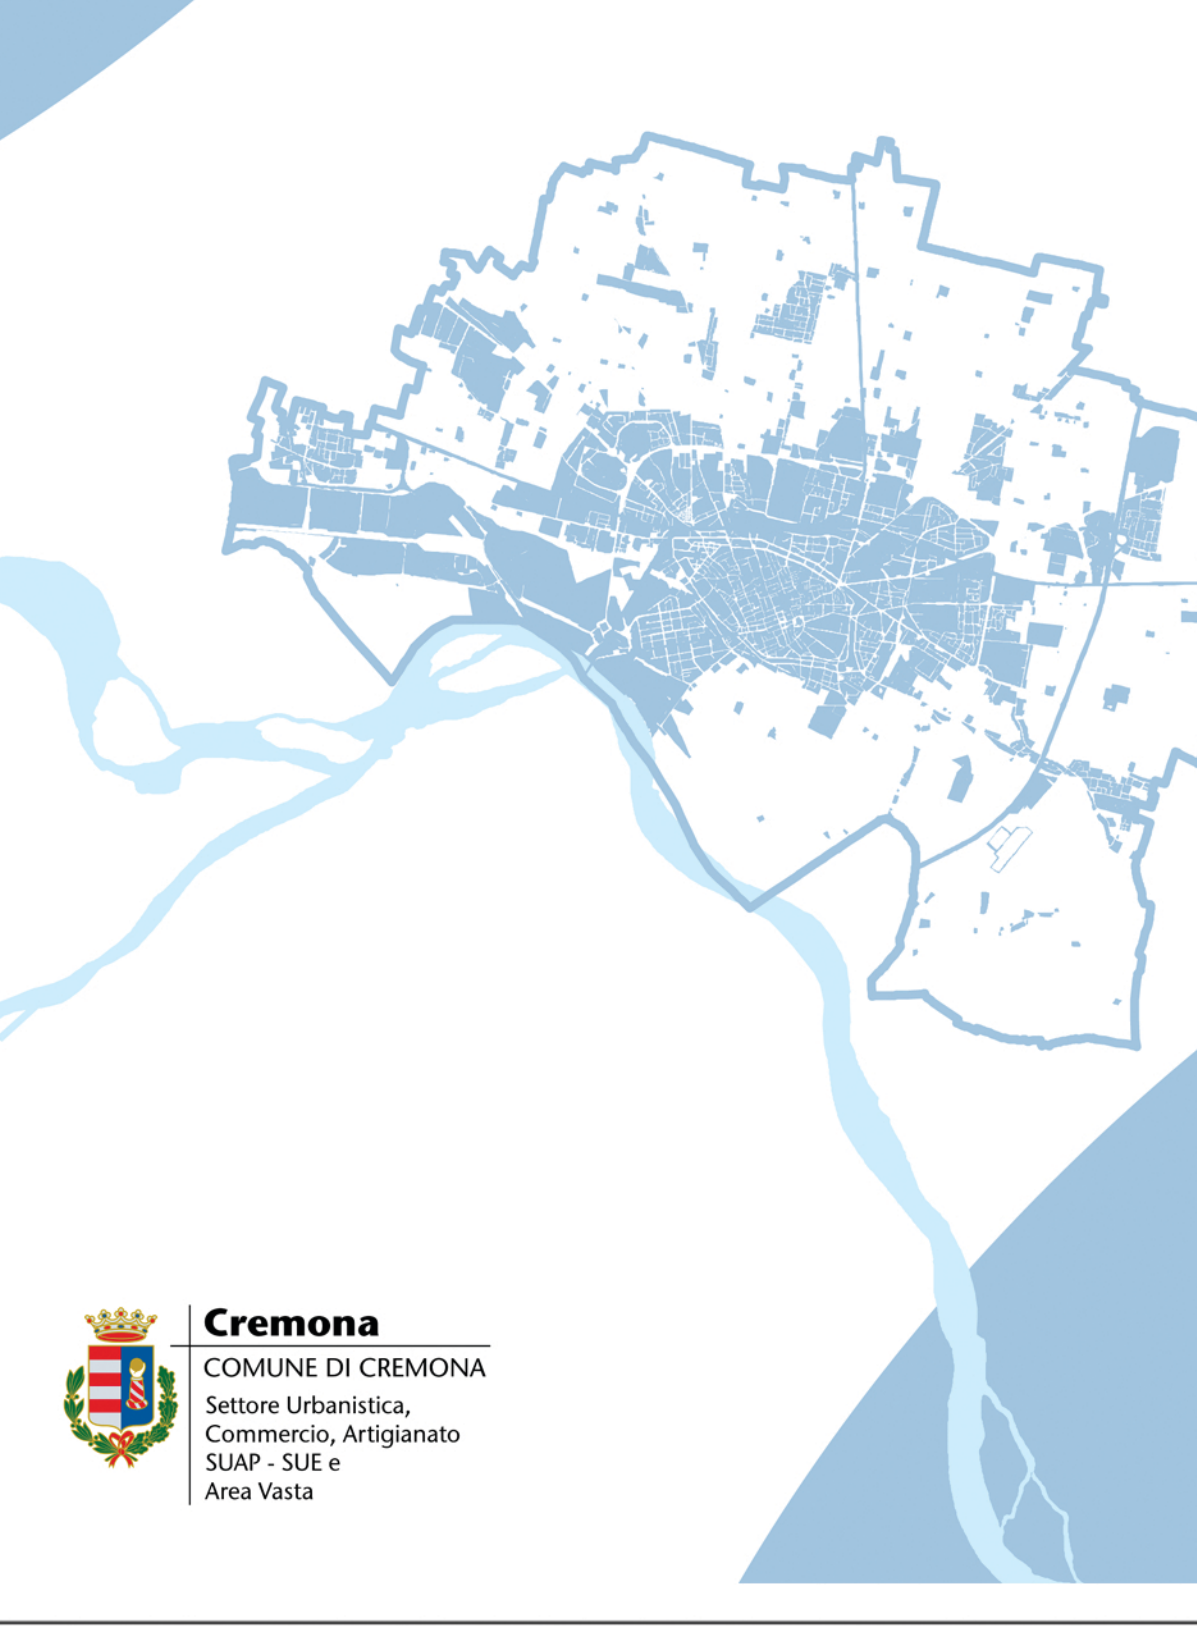 Cremona
COMUNE DI CREMONA
Settore Urbanistica,
Commercio, Artigianato
SUAP - SUE e
Area Vasta